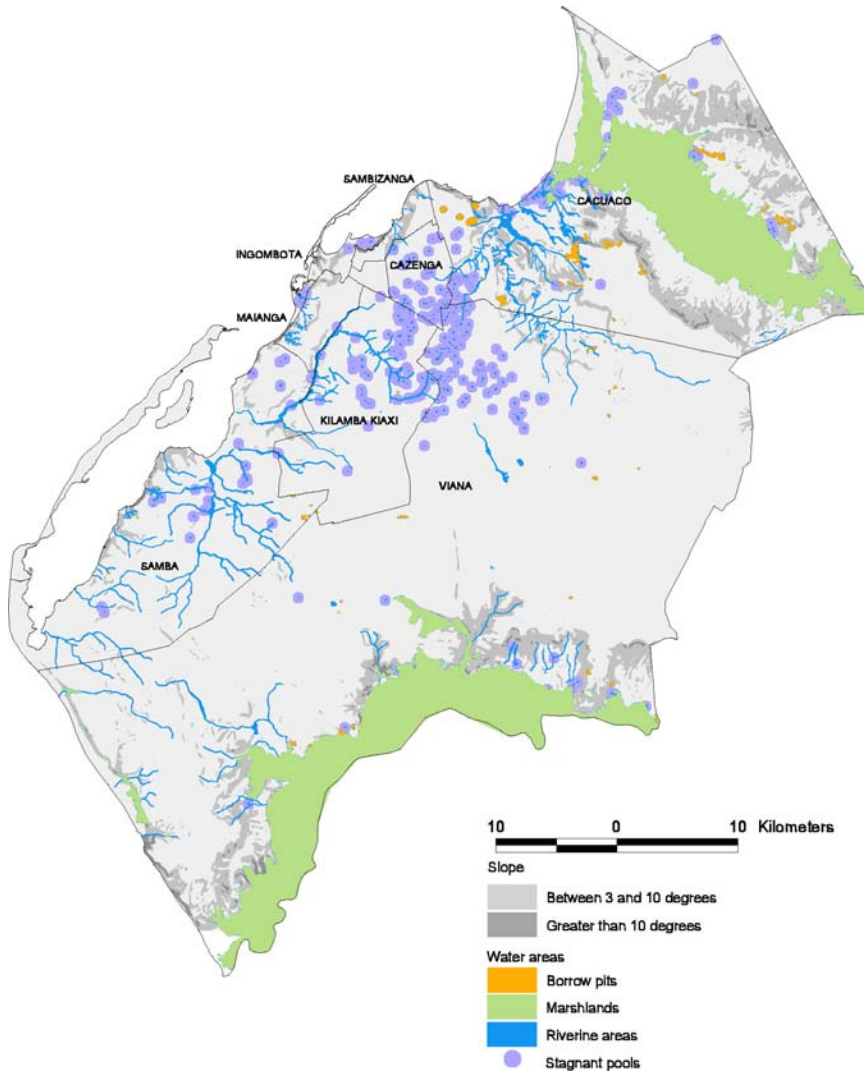 SAMBIZANGA
CACUACO
INGOMBOTA
CAZENGA
MAIANGA
KILAMBA KIAXI
VIANA
SAMBA
10 0 10 Kilometers
Slope
Between 3 and 10 degrees
Greater than 10 degrees
Water areas
Borrow pits
Marshlands
Riverine areas
Stagnant pools